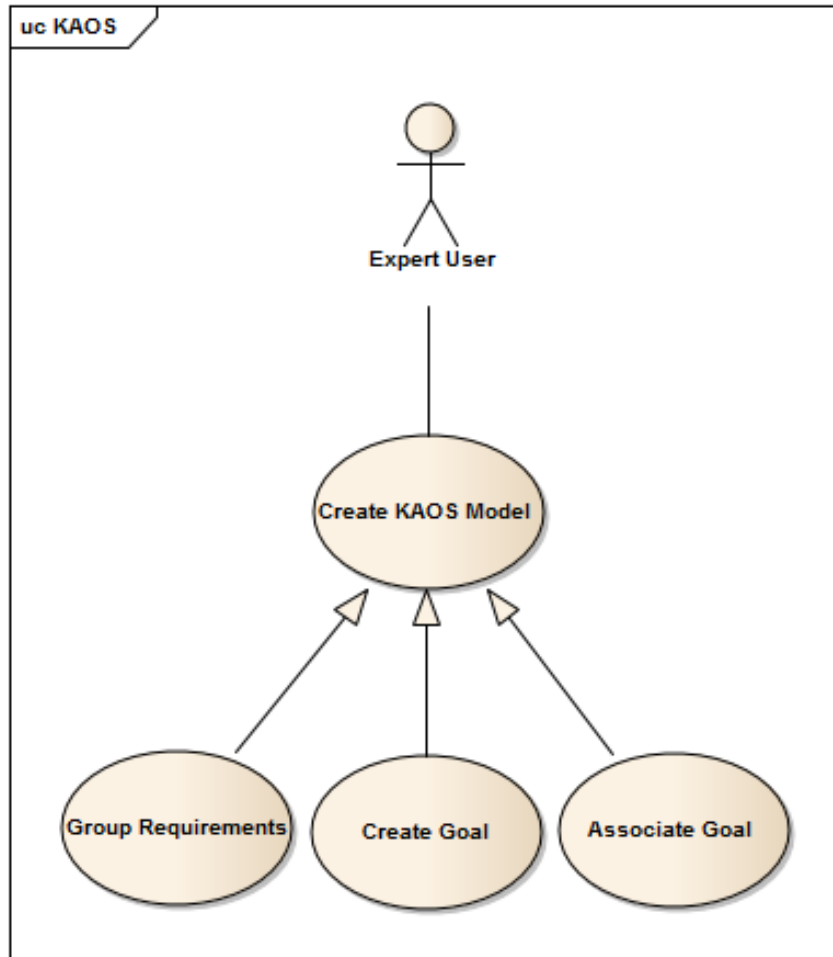 uc KAOS
Expert User
Create KAOS Model
Group Requirements
Create Goal
Associate Goal